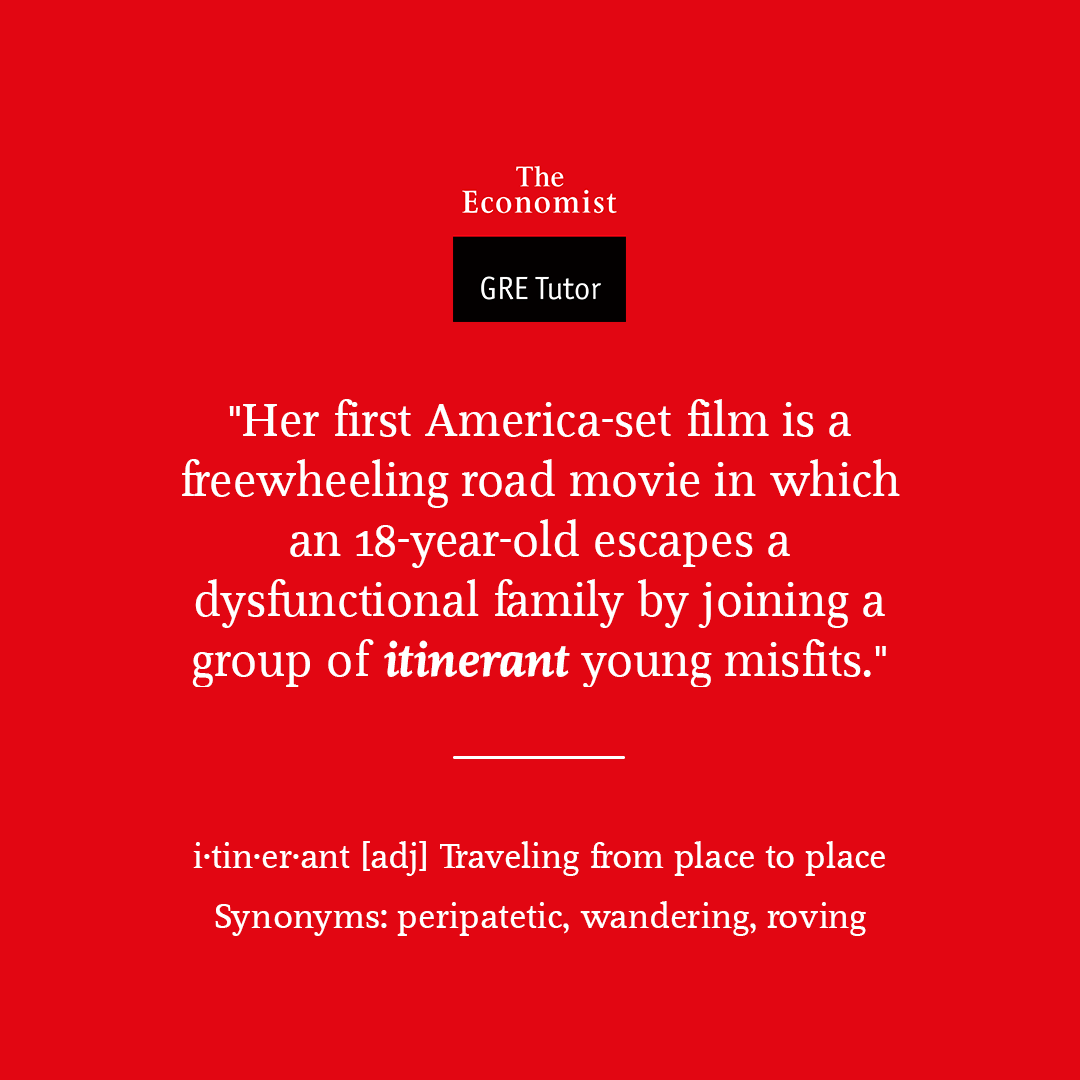 The
Economist
GRE Tutor
"Her first America-set film is a
freewheeling road movie in which
an 18-year-old escapes a
dysfunctional family by joining a
group of itinerant young misfits."
i·tin·er·ant [adj] Traveling from place to place
Synonyms: peripatetic, wandering, roving